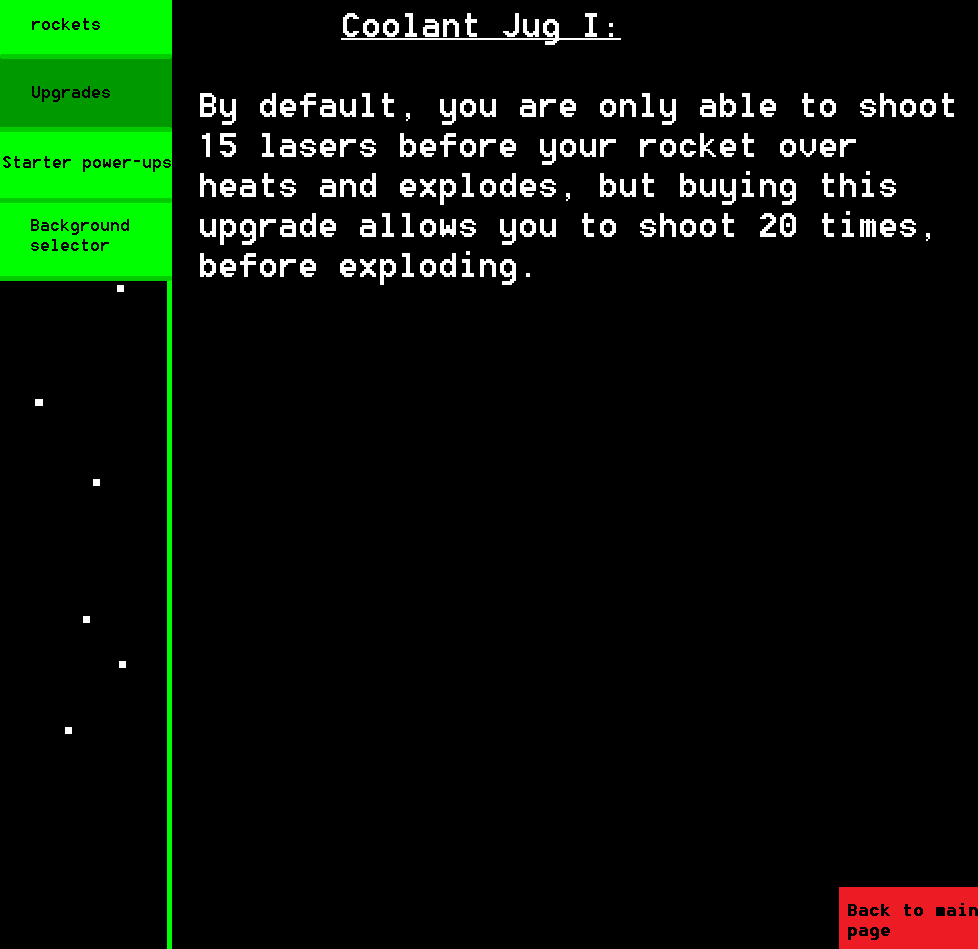 rockets
Upgrades
Starter power-ups
Background
selector
Coolant Jug I:
By default, you are only able to shoot
15 lasers before your rocket over
heats and explodes, but buying this
upgrade allows you to shoot 20 times,
before exploding.
Back to main
page